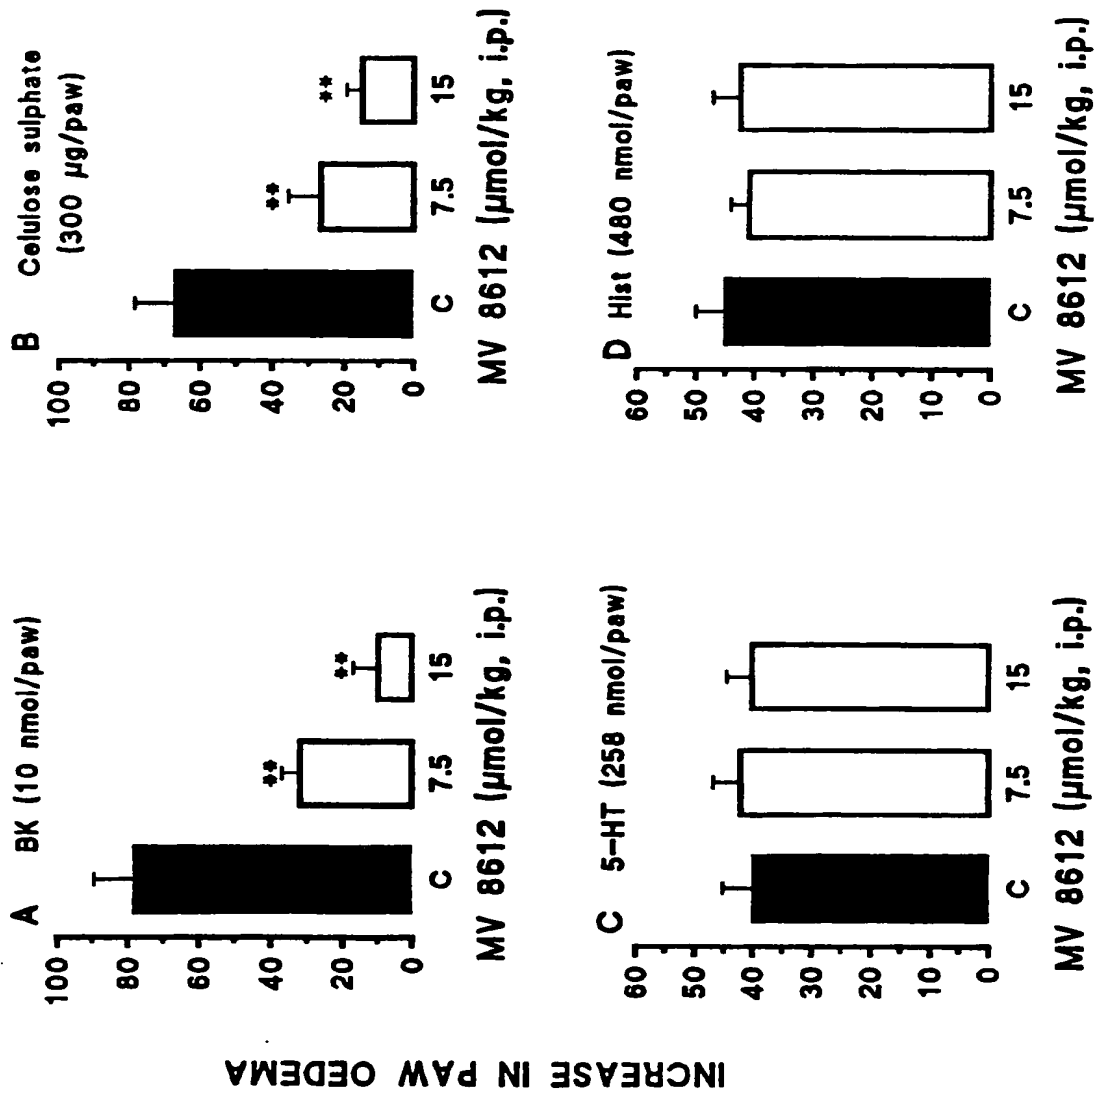 INCREASE IN PAW OEDEMA
A BK (10 nmol/paw)
100
80
60
40
20
0
**
**
C 7.5 15
MV 8612 (µmol/kg, i.p.)
B Celulose sulphate
(300 µg/paw)
100
80
60
40
20
0
**
**
C 7.5 15
MV 8612 (µmol/kg, i.p.)
C 5-HT (258 nmol/paw)
60
50
40
30
20
10
0
C 7.5 15
MV 8612 (µmol/kg, i.p.)
D Hist (480 nmol/paw)
60
50
40
30
20
10
0
C 7.5 15
MV 8612 (µmol/kg, i.p.)